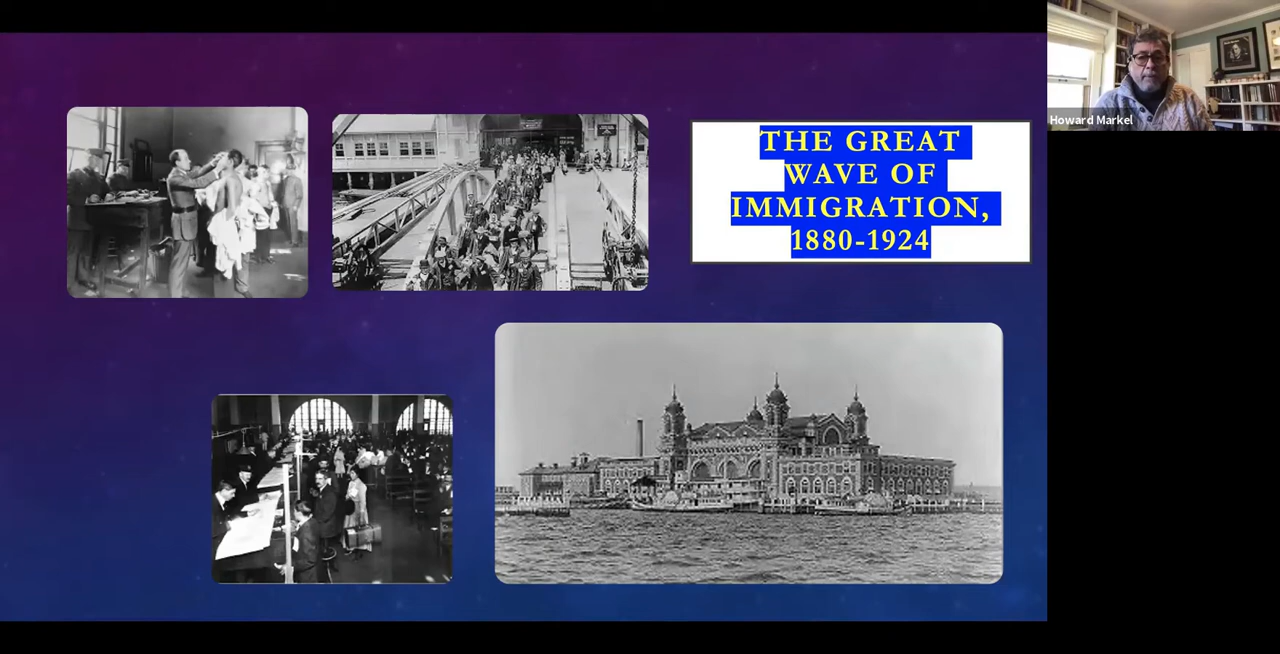 THE GREAT
WAVE OF
IMMIGRATION,
1880-1924
Howard Markel